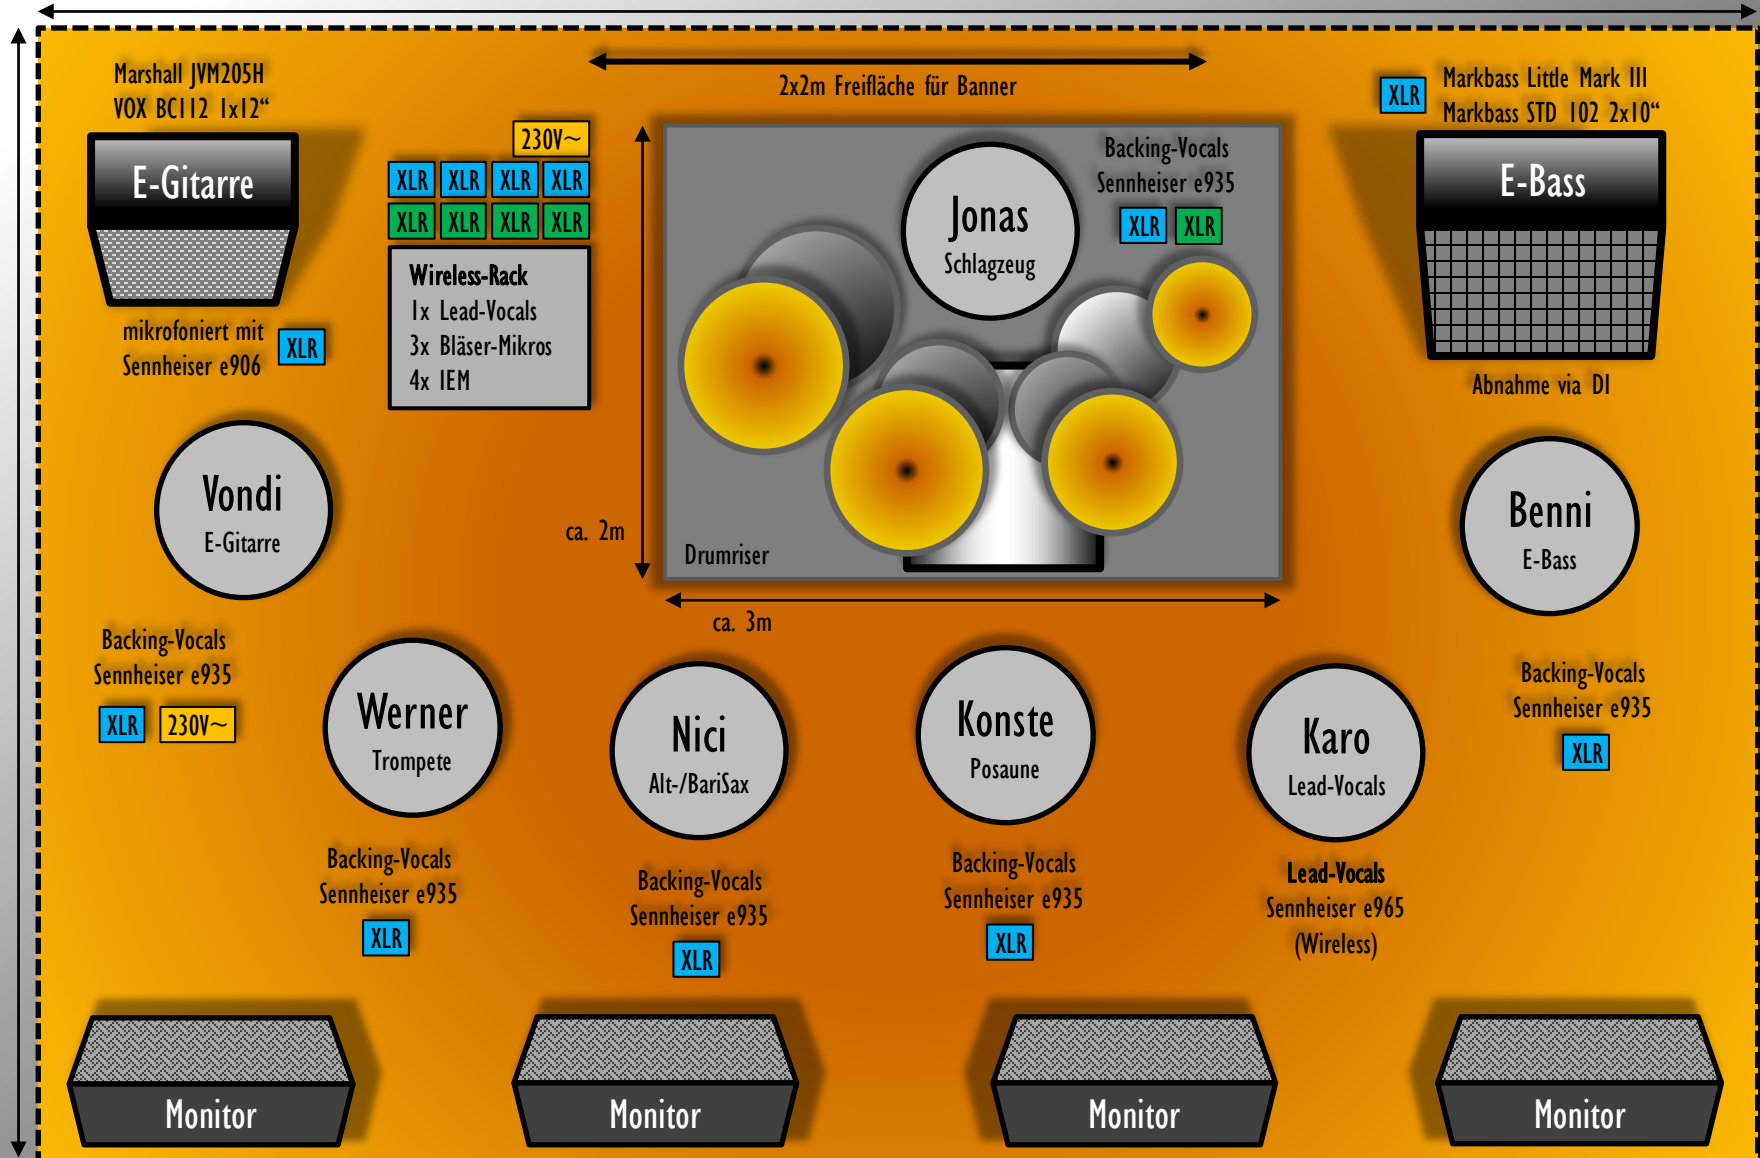 Marshall JVM205H
VOX BC112 1x12“
E-Gitarre
mikrofoniert mit
Sennheiser e906
XLR
230V~
XLR XLR XLR XLR
XLR XLR XLR XLR
Wireless-Rack
1x Lead-Vocals
3x Bläser-Mikros
4x IEM
2x2m Freifläche für Banner
Jonas
Schlagzeug
Backing-Vocals
Sennheiser e935
XLR XLR
ca. 2m
Drumriser
ca. 3m
XLR
Markbass Little Mark III
Markbass STD 102 2x10“
E-Bass
Abnahme via DI
Vondi
E-Gitarre
Backing-Vocals
Sennheiser e935
XLR 230V~
Benni
E-Bass
Backing-Vocals
Sennheiser e935
XLR
Werner
Trompete
Backing-Vocals
Sennheiser e935
XLR
Nici
Alt-/BariSax
Backing-Vocals
Sennheiser e935
XLR
Konste
Posaune
Backing-Vocals
Sennheiser e935
XLR
Karo
Lead-Vocals
Lead-Vocals
Sennheiser e965
(Wireless)
Monitor
Monitor
Monitor
Monitor